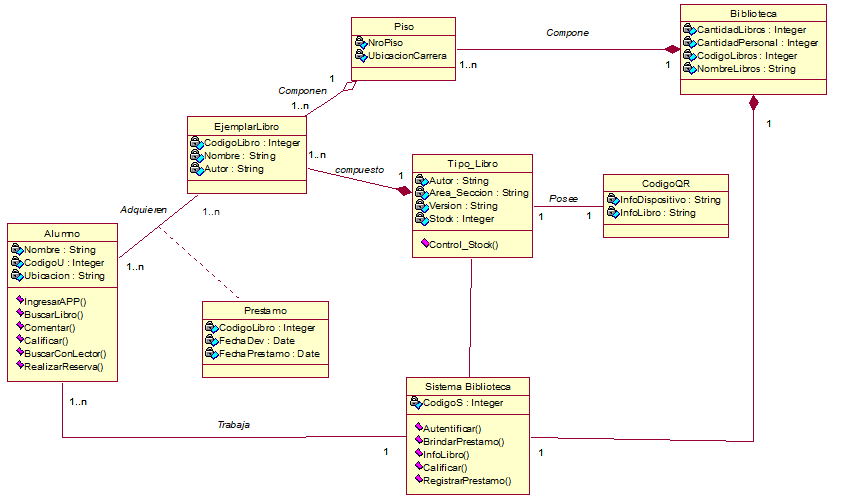 Piso
NroPiso
UbicacionCarrera
Biblioteca
CantidadLibros : Integer
CantidadPersonal : Integer
CodigoLibros : Integer
NombreLibros : String
Compone
1..n
1
1
Componen
1..n
1
EjemplarLibro
CodigoLibro : Integer
Nombre : String
Autor : String
1..n
compuesto
1
Tipo_Libro
Autor : String
Area_Seccion : String
Version : String
Stock : Integer
Control_Stock()
Posee
1
1
CodigoQR
InfoDispositivo : String
InfoLibro : String
Adquieren
1..n
1..n
Alumno
Nombre : String
CodigoU : Integer
Ubicacion : String
IngresarAPP()
BuscarLibro()
Comentar()
Calificar()
BuscarConLector()
RealizarReserva()
Prestamo
CodigoLibro : Integer
FechaDev : Date
FechaPrestamo : Date
Sistema Biblioteca
CodigoS : Integer
Autentificar()
BrindarPrestamo()
InfoLibro()
Calificar()
RegistrarPrestamo()
1..n
Trabaja
1
1